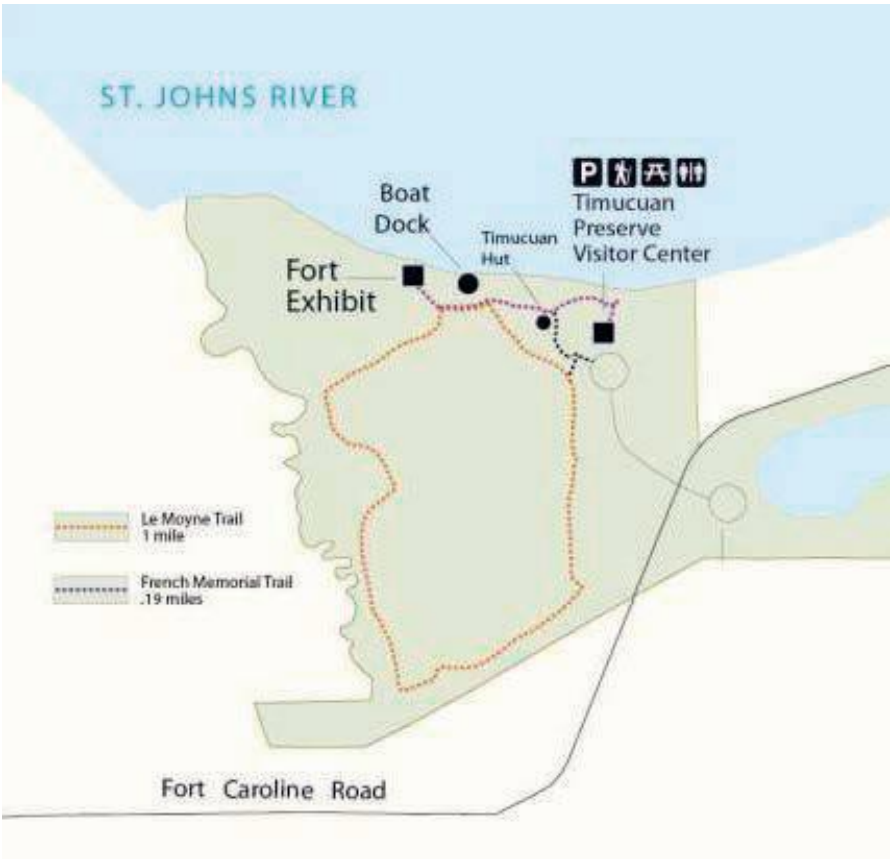 ST. JOHNS RIVER
P
Boat
Dock
Timucuan
Hut
Timucuan
Preserve
Visitor Center
Fort
Exhibit
Le Moyne Trail
1 mile
French Memorial Trail
.19 miles
Fort Caroline Road